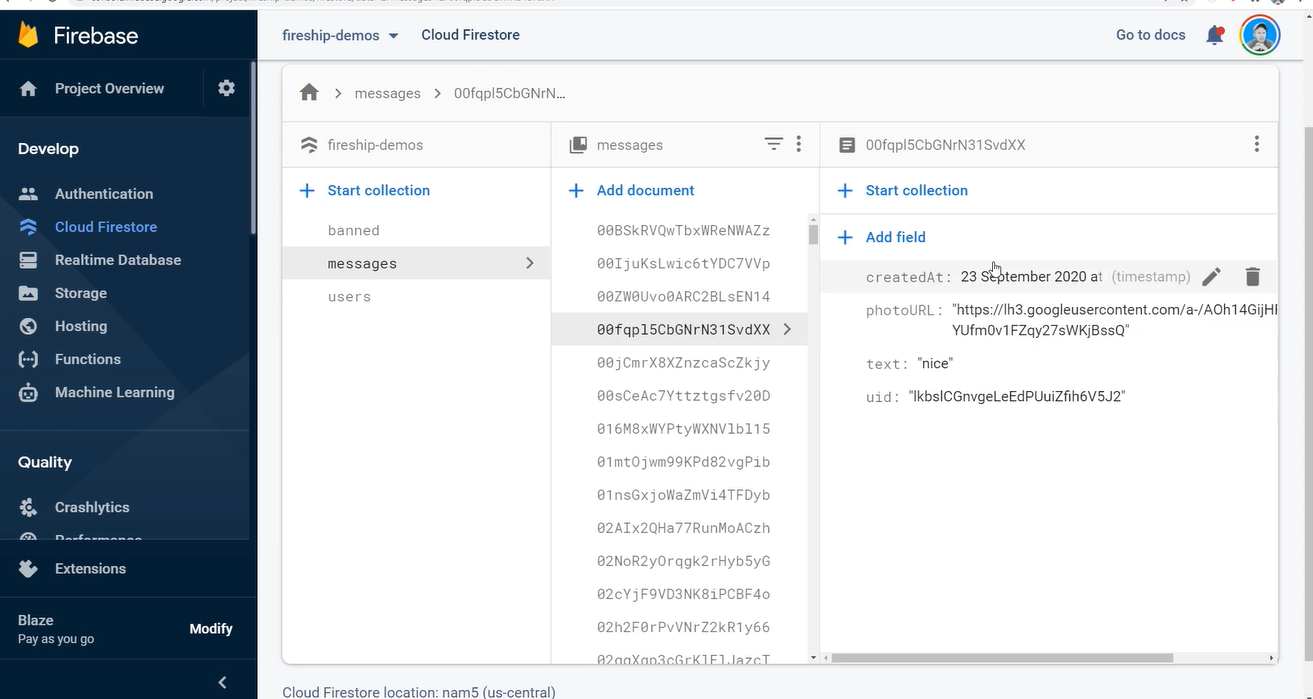 Firebase
fireship-demos
Cloud Firestore
Go to docs
Project Overview
messages
00fqpl5CbGNrN…
Develop
fireship-demos
messages
00fqpl5CbGNrN31SvdXX
Start collection
Add document
Start collection
Authentication
Cloud Firestore
Realtime Database
Storage
Hosting
Functions
Machine Learning
Quality
Crashlytics
Performance
Extensions
Blaze
Pay as you go
Modify
banned
messages
users
00BSkRVQwTbxWReNWAZz
00IjuKsLwic6tYDC7VVp
00ZW0Uvo0ARC2BLsEN14
00fqpl5CbGNrN31SvdXX
00jCmrX8XZnzcaScZkjy
00sCeAc7Yttztgsfv20D
016M8xWYPtyWXNVlbl15
01mtOjwm99KPd82vgPib
01nsGxjoWaZmVi4TFDyb
02AIx2QHa77RunMoACzh
02NoR2yOrqgk2rHyb5yG
02cYjF9VD3NK8iPCBF4o
02h2F0rPvVNrZ2kR1y66
Add field
createdAt: 23 September 2020 at (timestamp)
photoURL: "https://lh3.googleusercontent.com/a-/AOh14GijH
YUfm0v1FZqy27sWKjBssQ"
text: "nice"
uid: "lkbslCGnvgeLeEdPUuiZfih6V5J2"
Cloud Firestore location: nam5 (us-central)